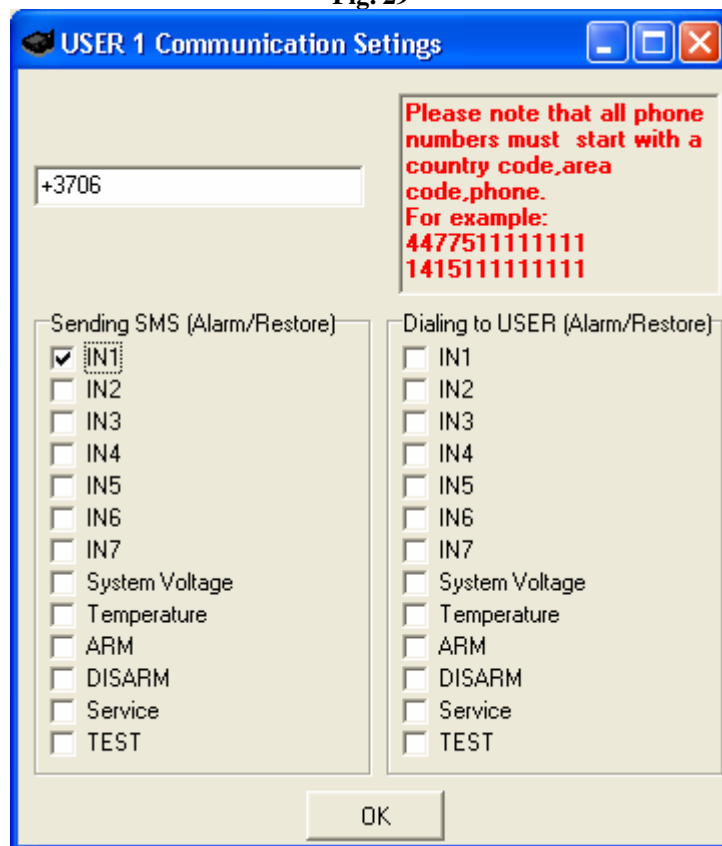 Fig. 29
USER 1 Communication Setings
+3706
Please note that all phone
numbers must start with a
country code,area
code,phone.
For example:
4477511111111
1415111111111
Sending SMS (Alarm/Restore)
IN1
IN2
IN3
IN4
IN5
IN6
IN7
System Voltage
Temperature
ARM
DISARM
Service
TEST
Dialing to USER (Alarm/Restore)
IN1
IN2
IN3
IN4
IN5
IN6
IN7
System Voltage
Temperature
ARM
DISARM
Service
TEST
OK